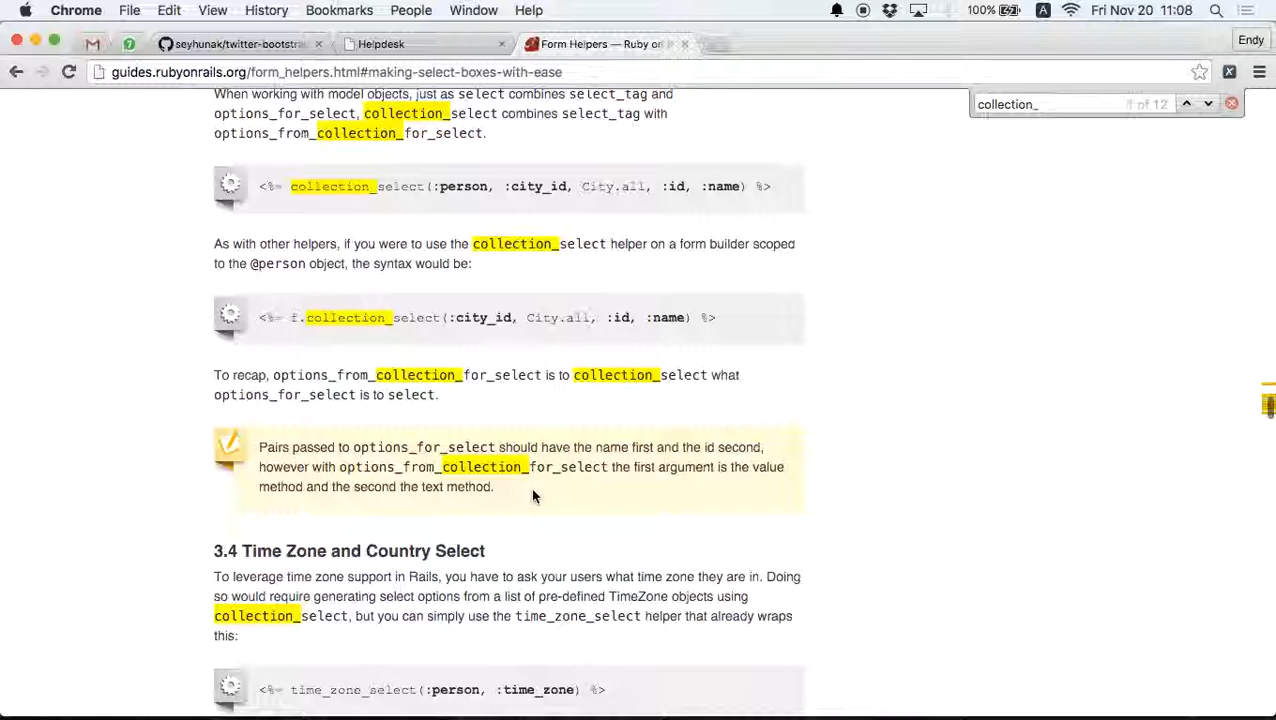 Chrome File Edit View History Bookmarks People Window Help 100% A Fri Nov 20 11:08
seyhunak/twitter-bootstra Helpdesk Form Helpers — Ruby on Endy
guides.rubyonrails.org/form_helpers.html#making-select-boxes-with-ease
collection_ of 12
When working with model objects, just as select combines select_tag and
options_for_select, collection_select combines select_tag with
options_from_collection_for_select.
<%= collection_select(:person, :city_id, City.all, :id, :name) %>
As with other helpers, if you were to use the collection_select helper on a form builder scoped
to the @person object, the syntax would be:
<%= f.collection_select(:city_id, City.all, :id, :name) %>
To recap, options_from_collection_for_select is to collection_select what
options_for_select is to select.
Pairs passed to options_for_select should have the name first and the id second,
however with options_from_collection_for_select the first argument is the value
method and the second the text method.
3.4 Time Zone and Country Select
To leverage time zone support in Rails, you have to ask your users what time zone they are in. Doing
so would require generating select options from a list of pre-defined TimeZone objects using
collection_select, but you can simply use the time_zone_select helper that already wraps
this:
<%= time_zone_select(:person, :time_zone) %>